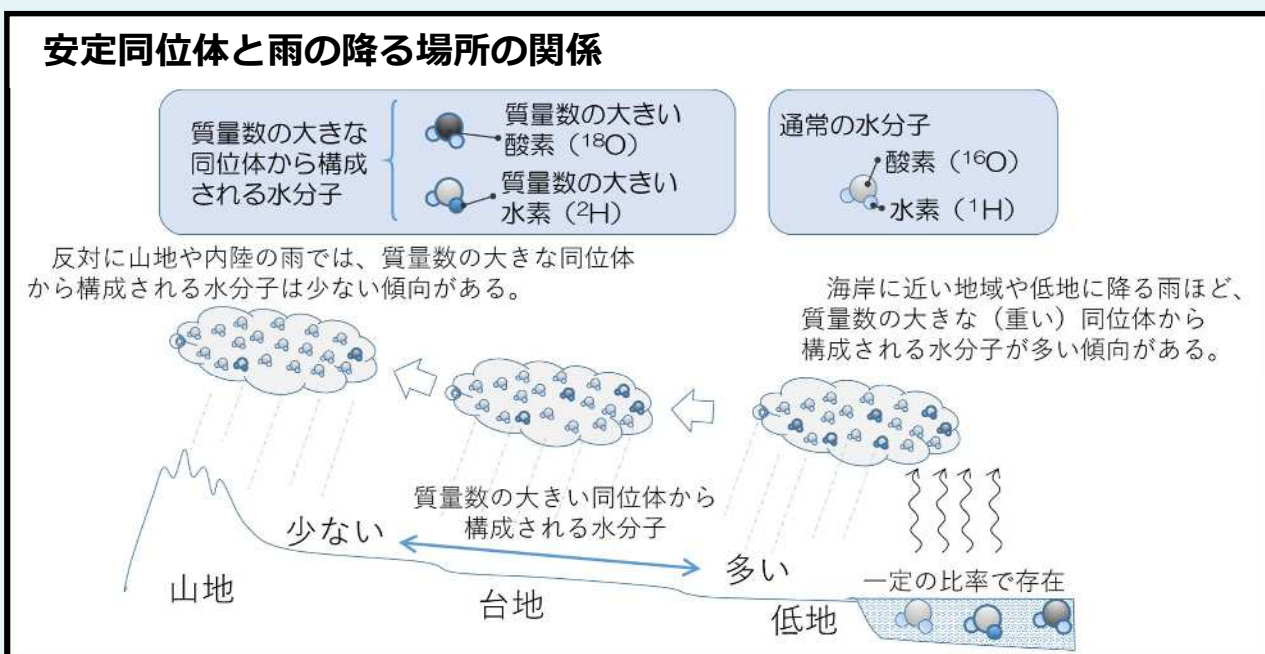 安定同位体と雨の降る場所の関係
質量数の大きな
同位体から構成
される水分子
質量数の大きい
酸素（¹⁸O）
質量数の大きい
水素（²H）
通常の水分子
酸素（¹⁶O）
水素（¹H）
反対に山地や内陸の雨では、質量数の大きな同位体
から構成される水分子は少ない傾向がある。
海岸に近い地域や低地に降る雨ほど、
質量数の大きな（重い）同位体から
構成される水分子が多い傾向がある。
質量数の大きい同位体から
構成される水分子
少ない
多い
一定の比率で存在
山地
台地
低地